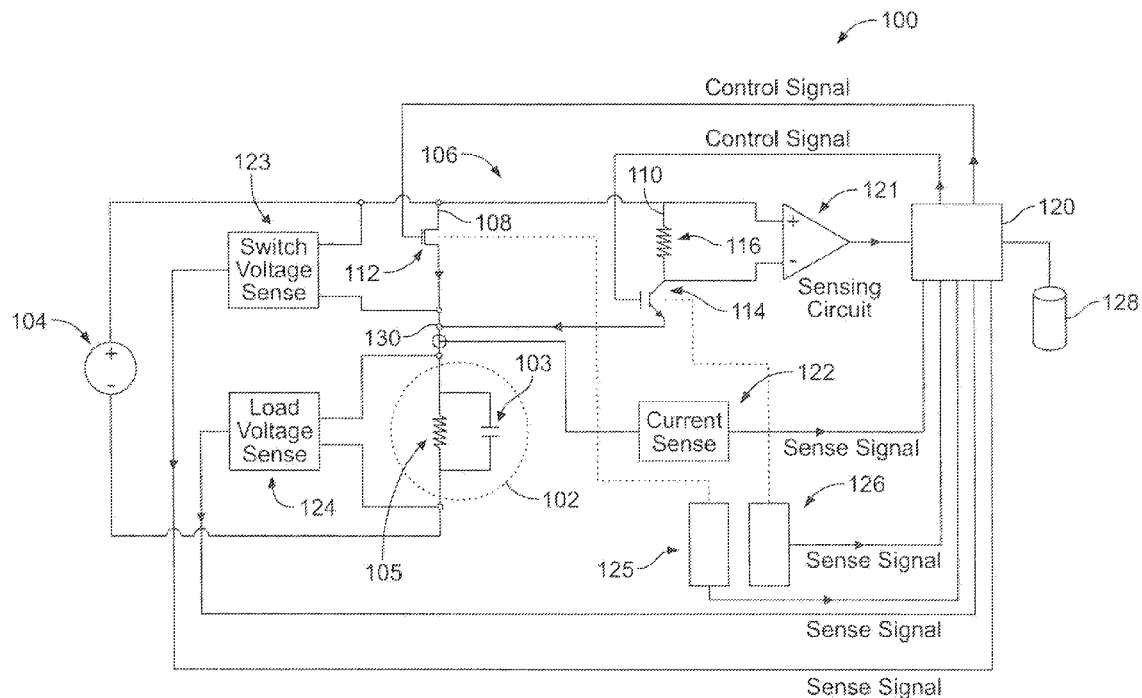 100
Control Signal
Control Signal
123
106
110
121
120
108
116
Switch
Voltage
Sense
112
Sensing
Circuit
114
128
104
130
103
122
Load
Voltage
Sense
Current
Sense
Sense Signal
126
102
124
105
125
Sense Signal
Sense Signal
Sense Signal
+
-
+
-